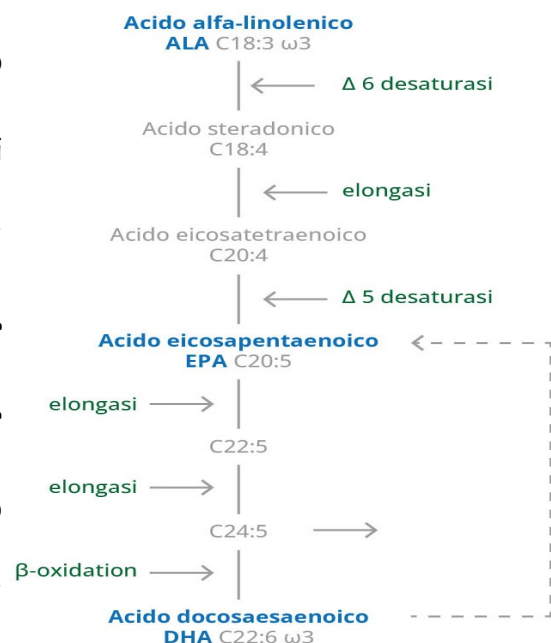 Acido alfa-linolenico
ALA C18:3 ω3
Δ 6 desaturasi
Acido steradonico
C18:4
elongasi
Acido eicosatetraenoico
C20:4
Δ 5 desaturasi
Acido eicosapentaenoico
EPA C20:5
elongasi
C22:5
elongasi
C24:5
β-oxidation
Acido docosaesaenoico
DHA C22:6 ω3